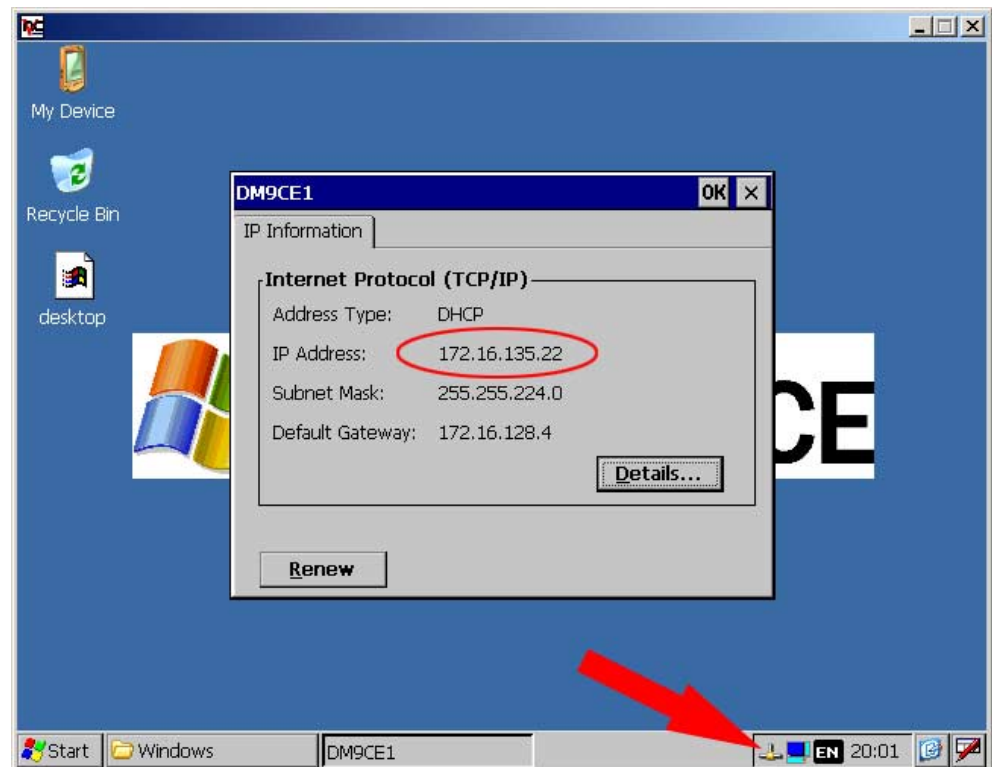 My Device
Recycle Bin
desktop
CE
DM9CE1
OK
IP Information
Internet Protocol (TCP/IP)
Address Type: DHCP
IP Address: 172.16.135.22
Subnet Mask: 255.255.224.0
Default Gateway: 172.16.128.4
Details...
Renew
Start Windows DM9CE1 EN 20:01